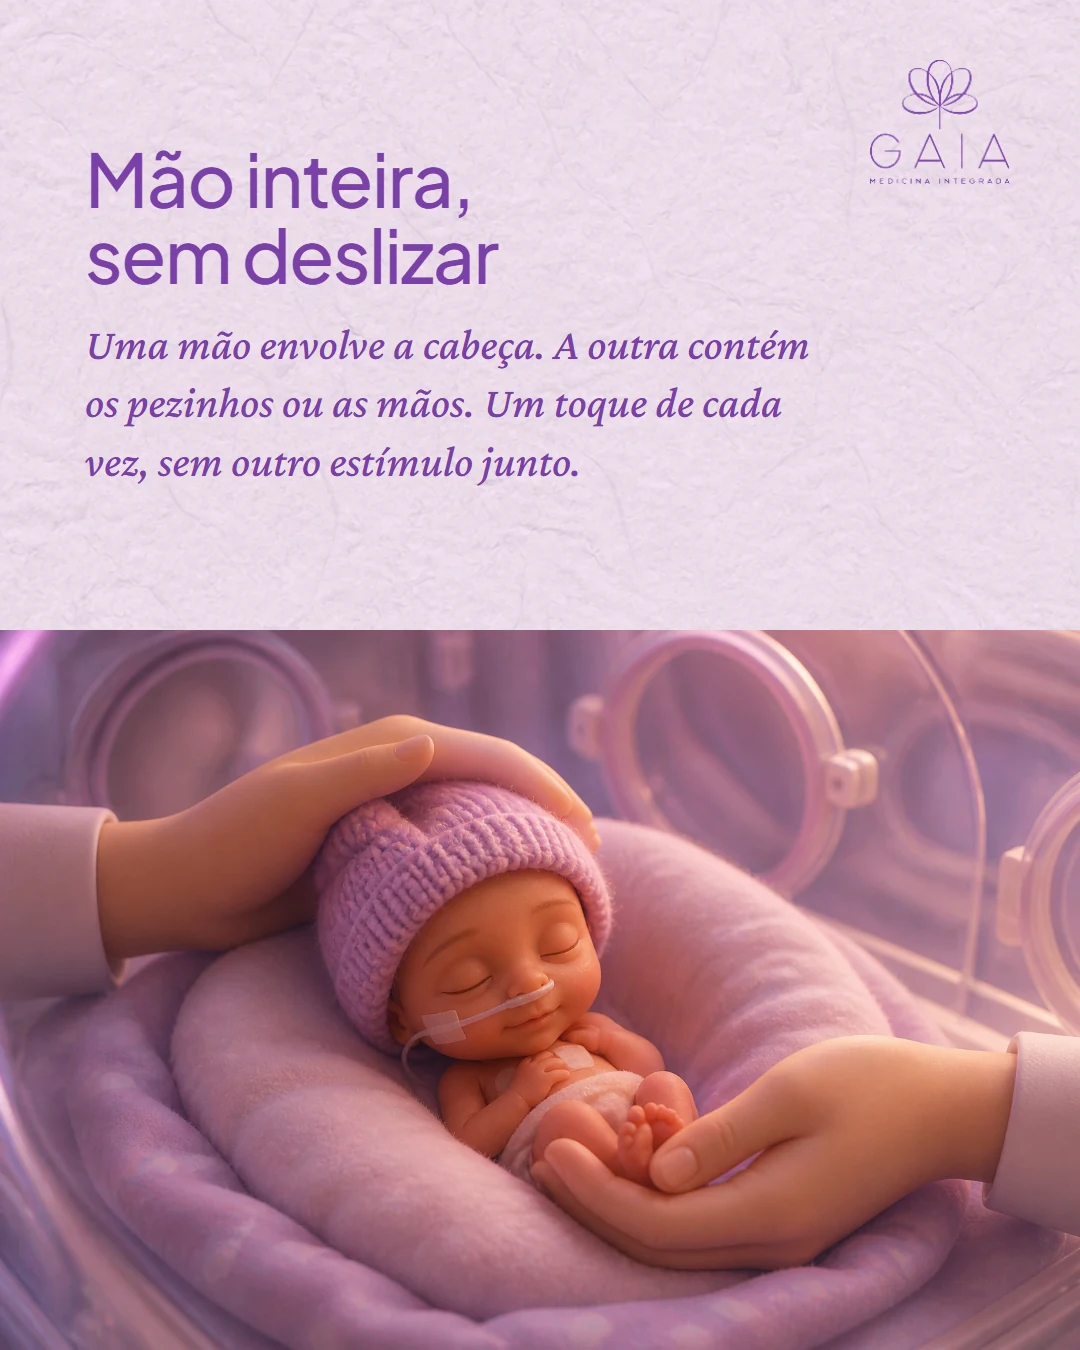 GAIA
MEDICINA INTEGRADA
Mão inteira,
sem deslizar
Uma mão envolve a cabeça. A outra contém
os pezinhos ou as mãos. Um toque de cada
vez, sem outro estímulo junto.